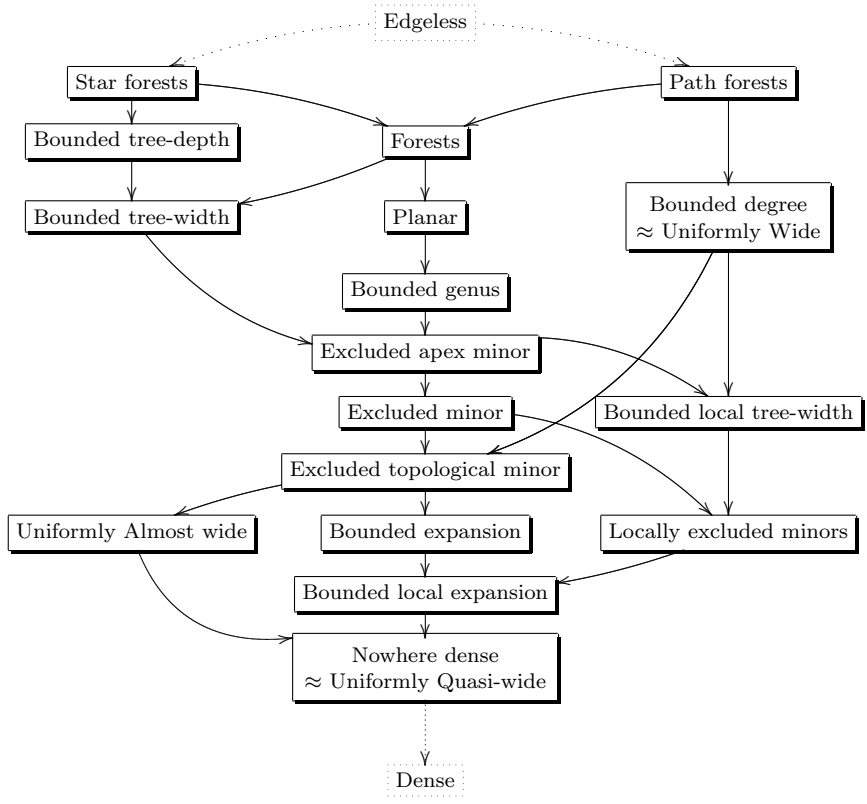 Edgeless
Star forests
Path forests
Bounded tree-depth
Forests
Bounded tree-width
Planar
Bounded degree
≈ Uniformly Wide
Bounded genus
Excluded apex minor
Excluded minor
Bounded local tree-width
Excluded topological minor
Uniformly Almost wide
Bounded expansion
Locally excluded minors
Bounded local expansion
Nowhere dense
≈ Uniformly Quasi-wide
Dense